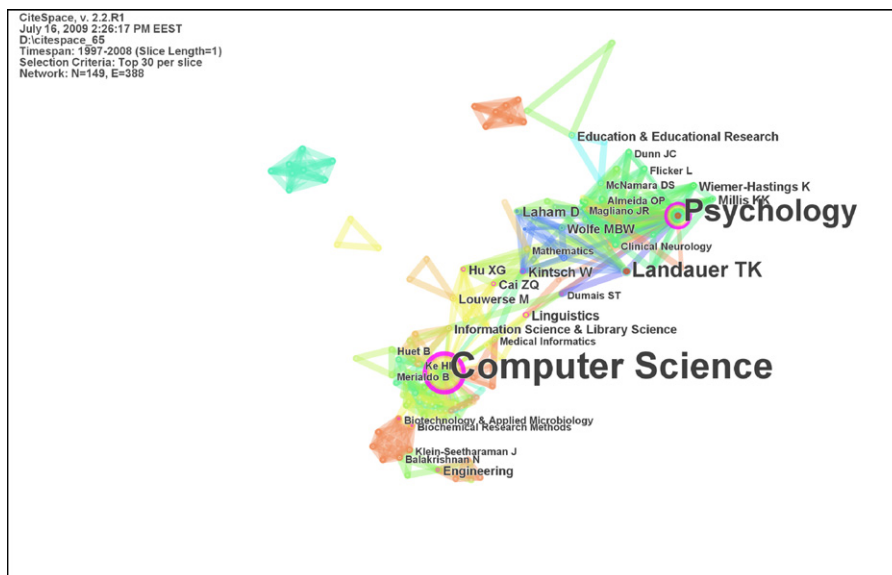 CiteSpace, v. 2.2.R1
July 16, 2009 2:26:17 PM EEST
D:\citespace_65
Timespan: 1997-2008 (Slice Length=1)
Selection Criteria: Top 30 per slice
Network: N=149, E=388
Education & Educational Research
Dunn JC
Flicker L
McNamara DS
Wiemer-Hastings K
Almeida OP
Millis KK
Laham D
Magliano JR
Psychology
Wolfe MBW
Clinical Neurology
Mathematics
Hu XG
Kintsch W
Landauer TK
Cai ZQ
Dumais ST
Louwerse M
Linguistics
Information Science & Library Science
Medical Informatics
Huet B
Ke H
Computer Science
Merialdo B
Biotechnology & Applied Microbiology
Biochemical Research Methods
Klein-Seetharaman J
Balakrishnan N
Engineering